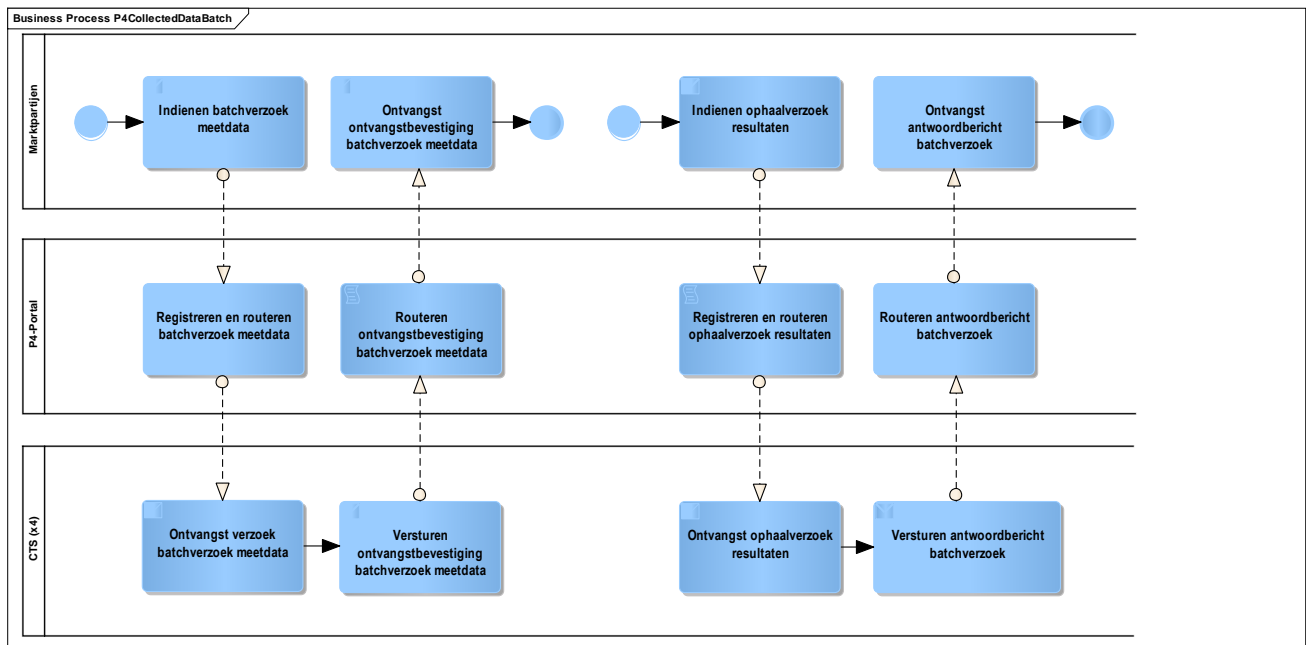 Business Process P4CollectedDataBatch
Marktpartijen
Indienen batchverzoek
meetdata
Ontvangst
ontvangstbevestiging
batchverzoek meetdata
Indienen ophaalverzoek
resultaten
Ontvangst
antwoordbericht
batchverzoek
P4-Portal
Registreren en routeren
batchverzoek meetdata
Routeren
ontvangstbevestiging
batchverzoek meetdata
Registreren en routeren
ophaalverzoek resultaten
Routeren antwoordbericht
batchverzoek
CTS (x4)
Ontvangst verzoek
batchverzoek meetdata
Versturen
ontvangstbevestiging
batchverzoek meetdata
Ontvangst ophaalverzoek
resultaten
Versturen antwoordbericht
batchverzoek